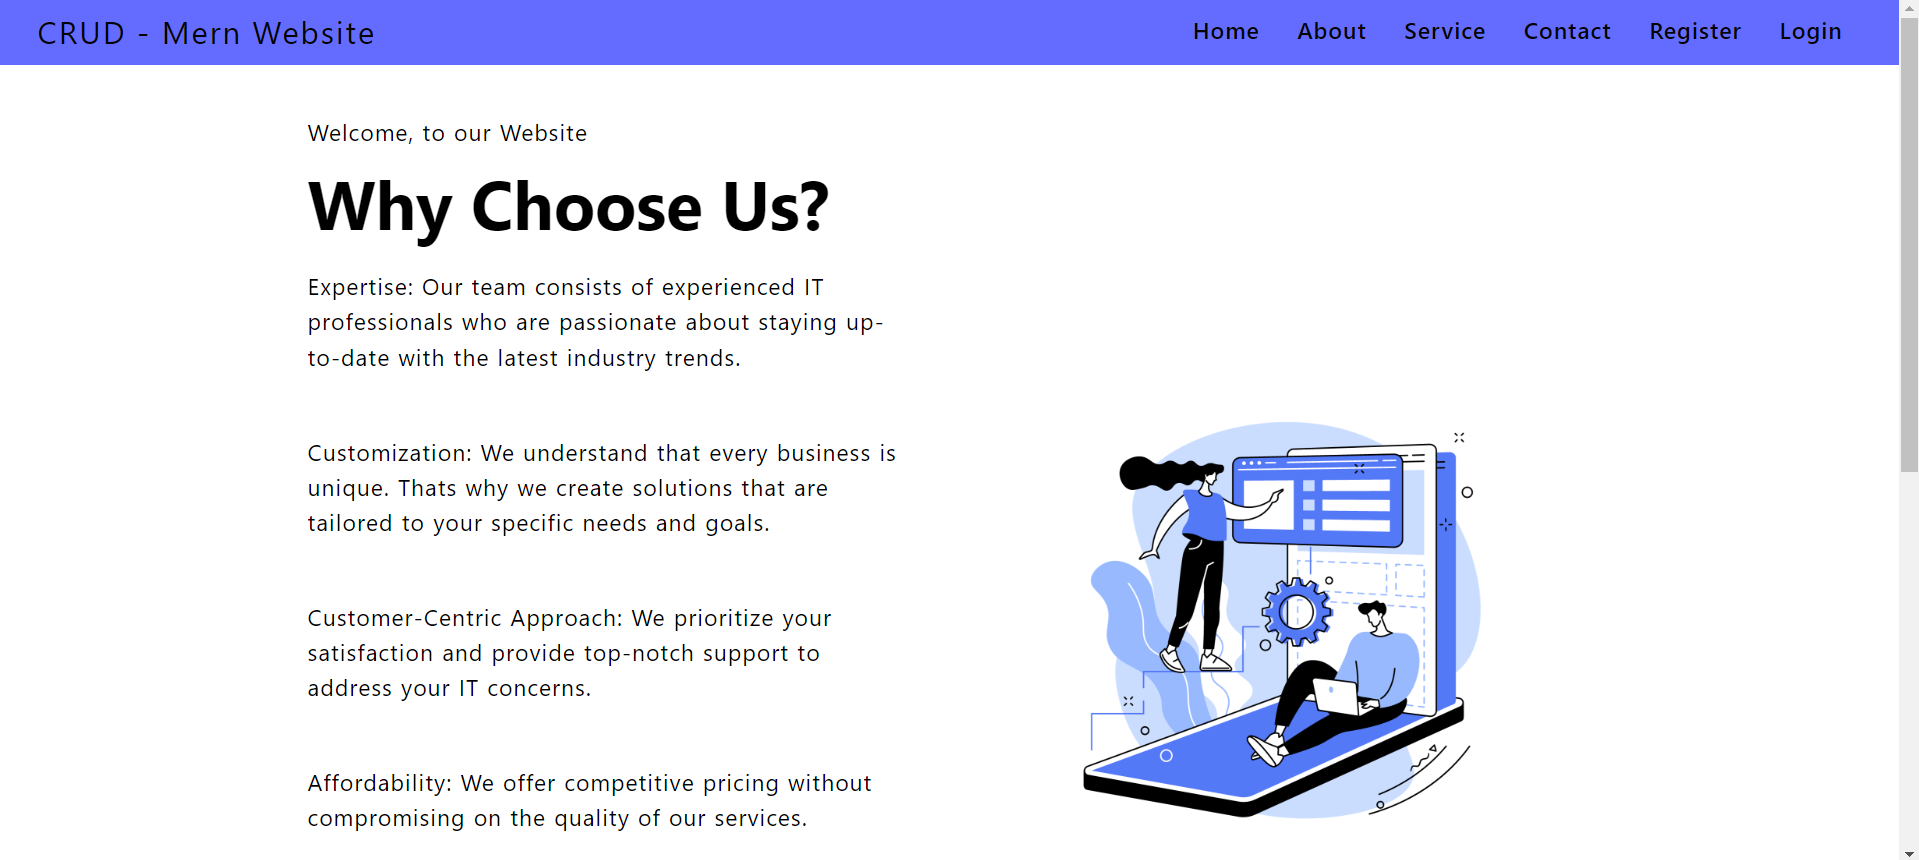 CRUD - Mern Website
Home About Service Contact Register Login
Welcome, to our Website
Why Choose Us?
Expertise: Our team consists of experienced IT
professionals who are passionate about staying up-
to-date with the latest industry trends.
Customization: We understand that every business is
unique. Thats why we create solutions that are
tailored to your specific needs and goals.
Customer-Centric Approach: We prioritize your
satisfaction and provide top-notch support to
address your IT concerns.
Affordability: We offer competitive pricing without
compromising on the quality of our services.